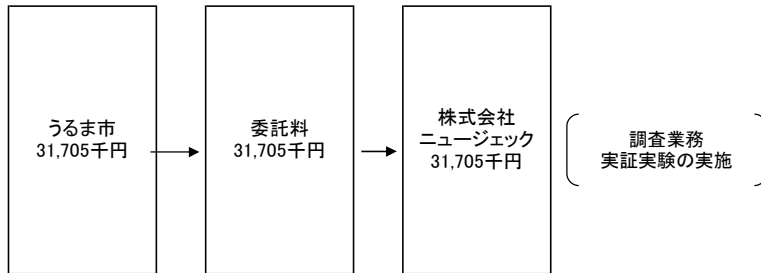 うるま市
31,705千円
委託料
31,705千円
株式会社
ニュージェック
31,705千円
調査業務
実証実験の実施